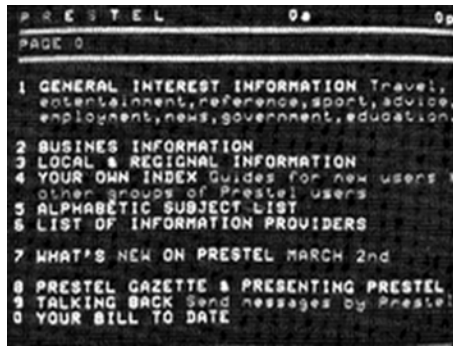 P R E S T E L 0a 0p
PAGE 0
1 GENERAL INTEREST INFORMATION Travel,
entertainment,reference,sport,advice,
employment,news,government,education.
2 BUSINES INFORMATION
3 LOCAL & REGIGNAL INFORMATION
4 YOUR OWN INDEX Guides for new users
other groups of Prestel users
5 ALPHABETIC SUBJECT LIST
6 LIST OF INFORMATION PROVIDERS
7 WHAT'S NEW ON PRESTEL MARCH 2nd
8 PRESTEL GAZETTE & PRESENTING PRESTEL
9 TALKING BACK Send messages by Prestel
0 YOUR BILL TO DATE